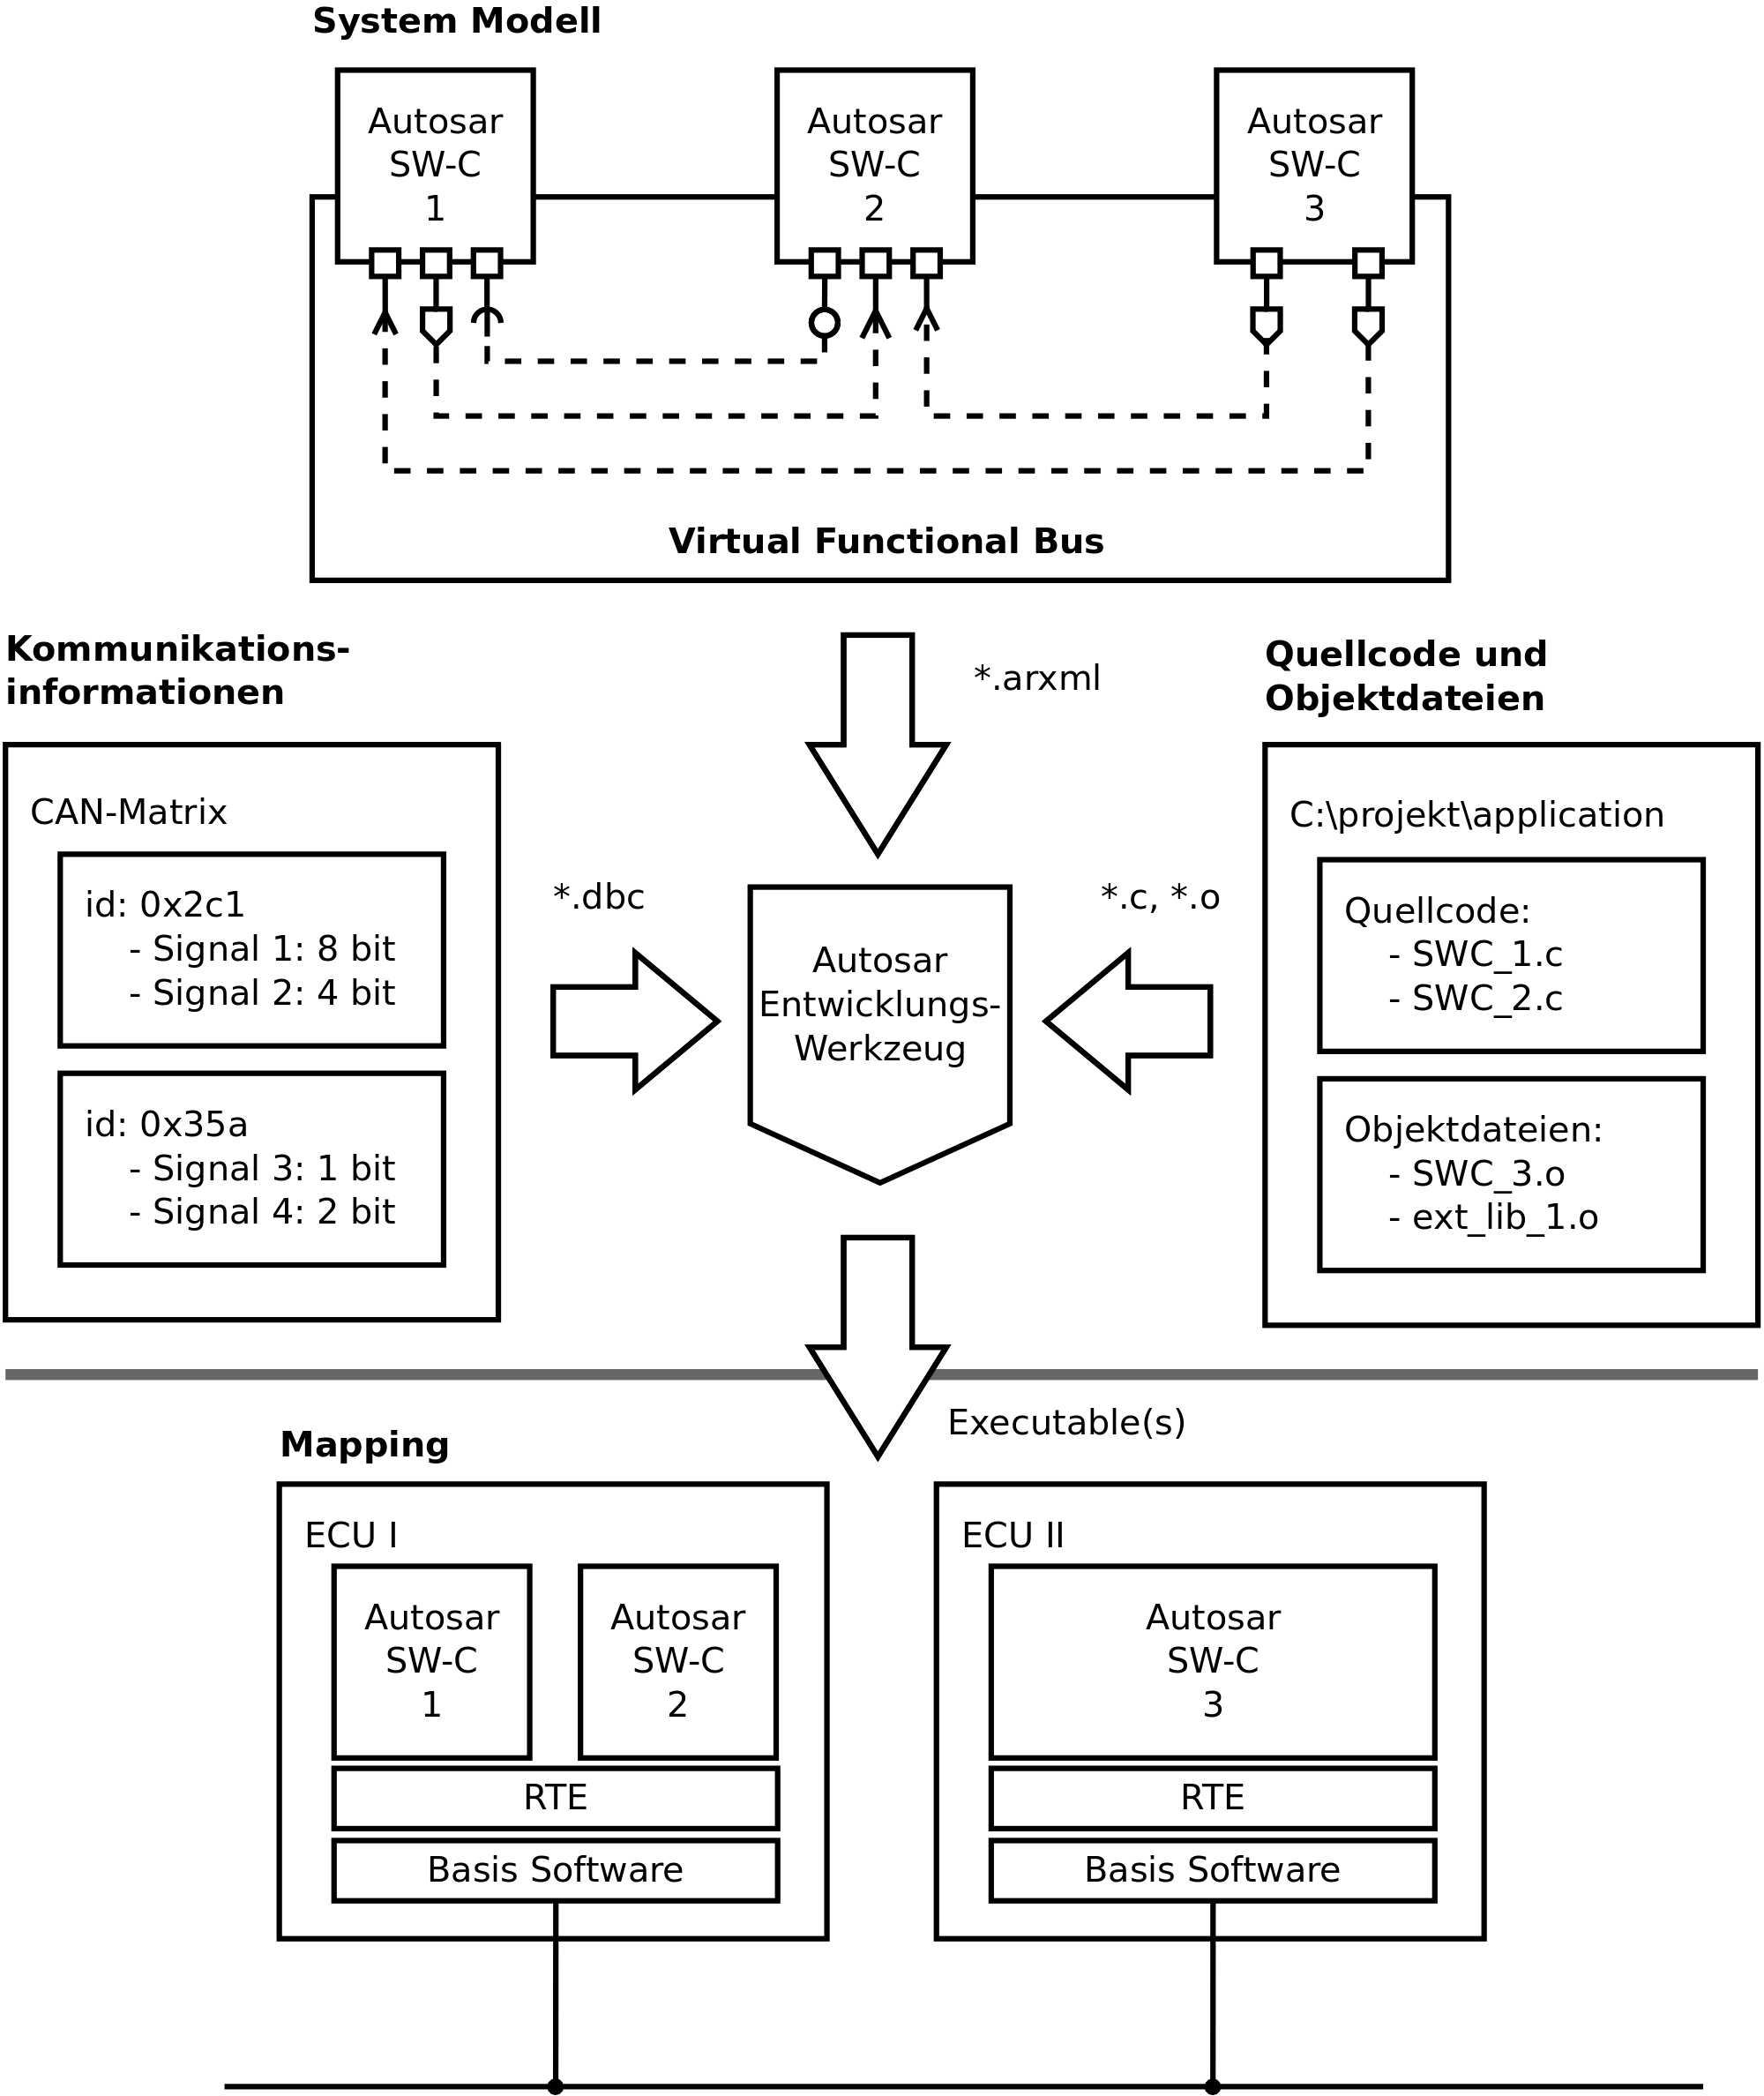 System Modell
Autosar
SW-C
1
Autosar
SW-C
2
Autosar
SW-C
3
Virtual Functional Bus
*.arxml
Kommunikations-
informationen
CAN-Matrix
id: 0x2c1
- Signal 1: 8 bit
- Signal 2: 4 bit
id: 0x35a
- Signal 3: 1 bit
- Signal 4: 2 bit
*.dbc
Autosar
Entwicklungs-
Werkzeug
*.c, *.o
Quellcode und
Objektdateien
C:\projekt\application
Quellcode:
- SWC_1.c
- SWC_2.c
Objektdateien:
- SWC_3.o
- ext_lib_1.o
Executable(s)
Mapping
ECU I
Autosar
SW-C
1
Autosar
SW-C
2
RTE
Basis Software
ECU II
Autosar
SW-C
3
RTE
Basis Software